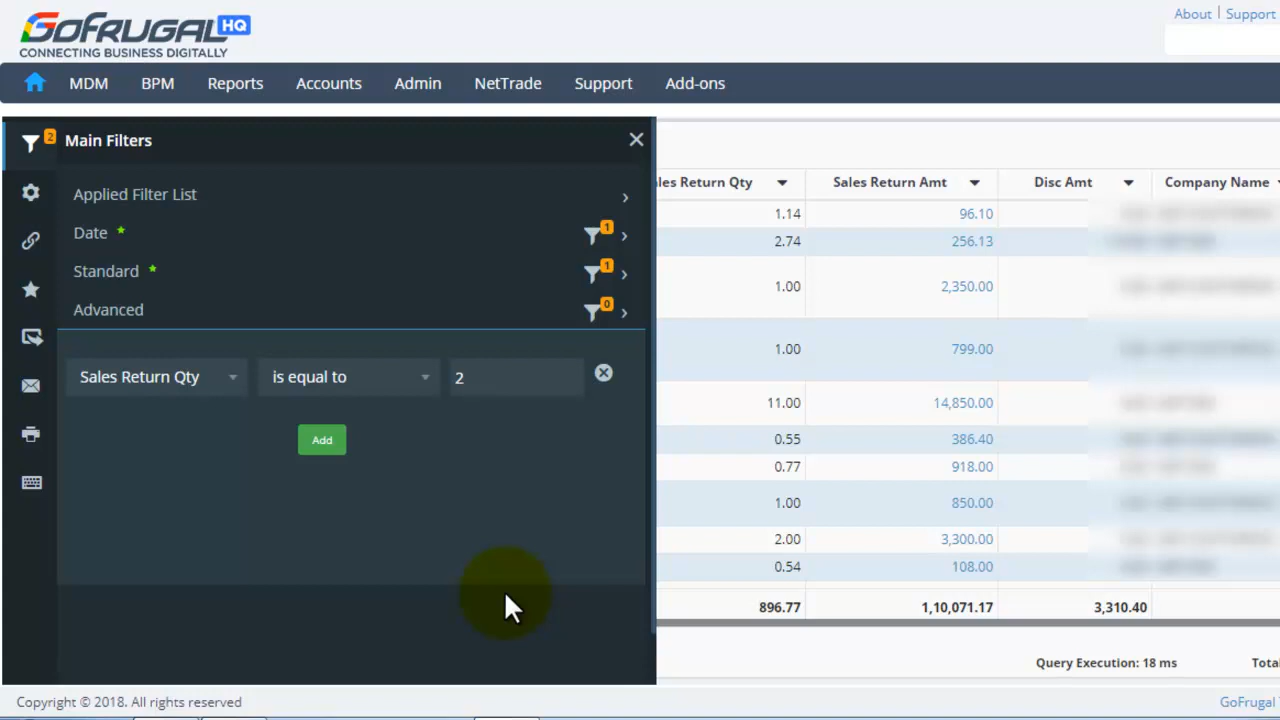 GOFRUGAL HQ
CONNECTING BUSINESS DIGITALLY
About | Support
MDM BPM Reports Accounts Admin NetTrade Support Add-ons
2 Main Filters
Applied Filter List
Date * 1
Standard * 1
Advanced 0
Sales Return Qty is equal to 2
Add
les Return Qty Sales Return Amt Disc Amt Company Name
1.14 96.10
2.74 256.13
1.00 2,350.00
1.00 799.00
11.00 14,850.00
0.55 386.40
0.77 918.00
1.00 850.00
2.00 3,300.00
0.54 108.00
896.77 1,10,071.17 3,310.40
Query Execution: 18 ms Tota
Copyright © 2018. All rights reserved
GoFrugal